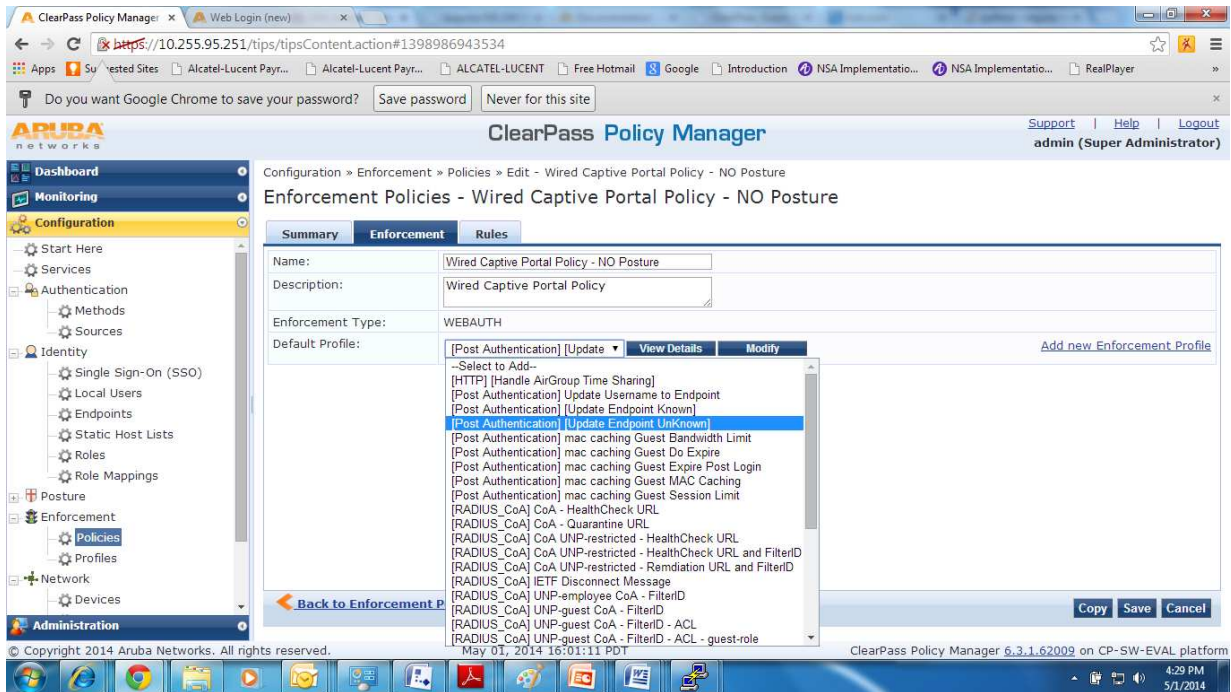 ClearPass Policy Manager
Web Login (new)
https://10.255.95.251/tips/tipsContent.action#1398986943534
Apps
Alcatel-Lucent Payr...
Alcatel-Lucent Payr...
ALCATEL-LUCENT
Free Hotmail
Google
Introduction
NSA Implementatio...
NSA Implementatio...
RealPlayer
»
Do you want Google Chrome to save your password? Save password Never for this site
ARUBA
networks
ClearPass Policy Manager
Support | Help | Logout
admin (Super Administrator)
Dashboard
Monitoring
Configuration
Start Here
Services
Authentication
Methods
Sources
Identity
Single Sign-On (SSO)
Local Users
Endpoints
Static Host Lists
Roles
Role Mappings
Posture
Enforcement
Policies
Profiles
Network
Devices
Administration
Configuration » Enforcement » Policies » Edit - Wired Captive Portal Policy - NO Posture
Enforcement Policies - Wired Captive Portal Policy - NO Posture
Summary Enforcement Rules
Name: Wired Captive Portal Policy - NO Posture
Description: Wired Captive Portal Policy
Enforcement Type: WEBAUTH
Default Profile: [Post Authentication] [Update View Details Modify Add new Enforcement Profile
--Select to Add--
[HTTP] [Handle AirGroup Time Sharing]
[Post Authentication] Update Username to Endpoint
[Post Authentication] [Update Endpoint Known]
[Post Authentication] [Update Endpoint UnKnown]
[Post Authentication] mac caching Guest Bandwidth Limit
[Post Authentication] mac caching Guest Do Expire
[Post Authentication] mac caching Guest Expire Post Login
[Post Authentication] mac caching Guest MAC Caching
[Post Authentication] mac caching Guest Session Limit
[RADIUS_CoA] CoA - HealthCheck URL
[RADIUS_CoA] CoA - Quarantine URL
[RADIUS_CoA] CoA UNP-restricted - HealthCheck URL
[RADIUS_CoA] CoA UNP-restricted - HealthCheck URL and FilterID
[RADIUS_CoA] CoA UNP-restricted - Remdiation URL and FilterID
[RADIUS_CoA] IETF Disconnect Message
[RADIUS_CoA] UNP-employee CoA - FilterID
[RADIUS_CoA] UNP-guest CoA - FilterID
[RADIUS_CoA] UNP-guest CoA - FilterID - ACL
[RADIUS_CoA] UNP-guest CoA - FilterID - ACL - guest-role
Back to Enforcement P
Copy Save Cancel
© Copyright 2014 Aruba Networks. All rights reserved. May 01, 2014 16:01:11 PDT ClearPass Policy Manager 6.3.1.62009 on CP-SW-EVAL platform
4:29 PM
5/1/2014